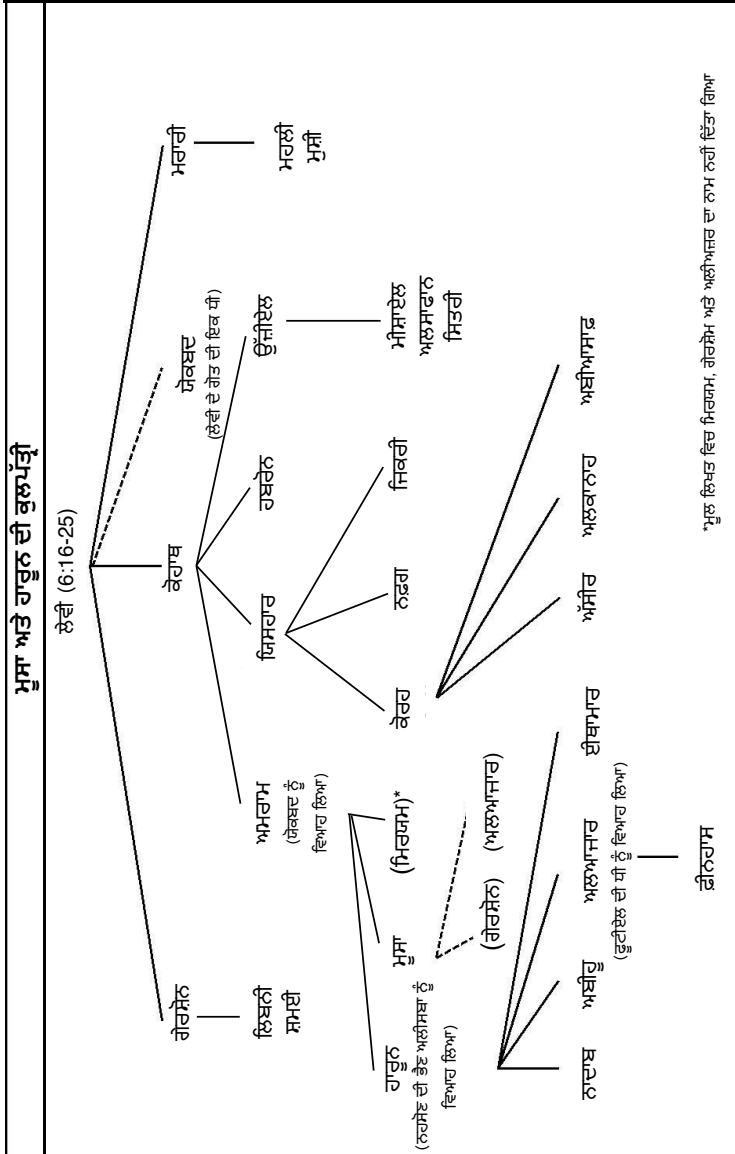 ਮੂਸਾ ਅਤੇ ਹਾਰੂਨ ਦੀ ਕੁਲਪੱਤ੍ਰੀ
ਲੇਵੀ (6:16-25)
ਗੇਰਸ਼ੋਨ
ਕੋਹਾਥ
ਯੋਕਬਦ
(ਲੇਵੀ ਦੇ ਗੋਤ ਦੀ ਇਕ ਧੀ)
ਮਰਾਰੀ
ਲਿਬਨੀ
ਸ਼ਮਈ
ਅਮਰਾਮ
(ਯੋਕਬਦ ਨੂੰ
ਵਿਆਹ ਲਿਆ)
ਯਿਸਹਾਰ
ਹਬਰੋਨ
ਉੱਜੀਏਲ
ਮਹਲੀ
ਮੂਸ਼ੀ
ਹਾਰੂਨ
(ਨਹਸੋਣ ਦੀ ਭੈਣ ਅਲੀਸਬਾ ਨੂੰ
ਵਿਆਹ ਲਿਆ)
ਮੂਸਾ
(ਮਿਰਯਮ)*
ਕੋਰਹ
ਨਫ਼ਗ
ਜਿਕਰੀ
ਮੀਸ਼ਾਏਲ
ਅਲਸਾਫਾਨ
ਸਿਤਰੀ
(ਗੇਰਸ਼ੋਨ)
(ਅਲਆਜਾਰ)
ਨਾਦਾਬ
ਅਬੀਹੂ
ਅਲਆਜਾਰ
(ਫੂਟੀਏਲ ਦੀ ਧੀ ਨੂੰ ਵਿਆਹ ਲਿਆ)
ਈਥਾਮਾਰ
ਅੱਸੀਰ
ਅਲਕਾਨਾਹ
ਅਬੀਆਸਾਫ਼
ਫ਼ੀਨਹਾਸ
*ਮੂਲ ਲਿਖਤ ਵਿਚ ਮਿਰਯਮ, ਗੇਰਸ਼ੋਮ ਅਤੇ ਅਲੀਅਜ਼ਰ ਦਾ ਨਾਮ ਨਹੀਂ ਦਿੱਤਾ ਗਿਆ